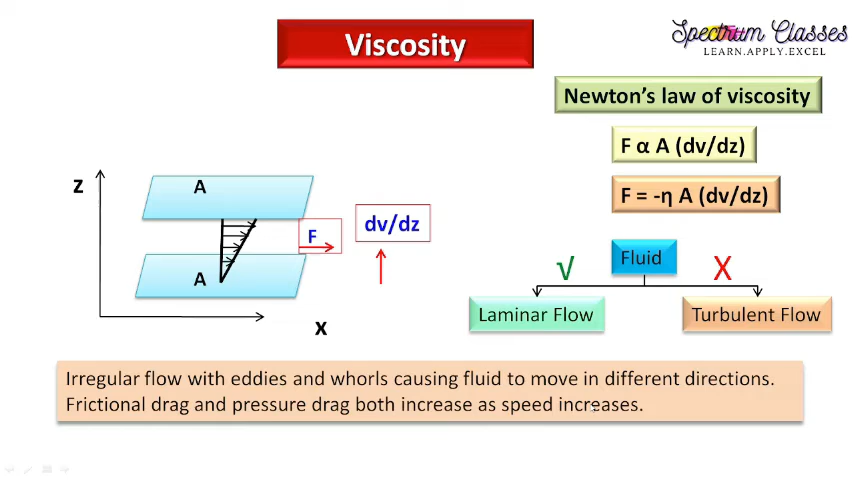 Viscosity
Spectrum Classes
LEARN.APPLY.EXCEL
Newton's law of viscosity
F α A (dv/dz)
F = -η A (dv/dz)
z
A
F
dv/dz
A
x
Fluid
√
X
Laminar Flow
Turbulent Flow
Irregular flow with eddies and whorls causing fluid to move in different directions.
Frictional drag and pressure drag both increase as speed increases.